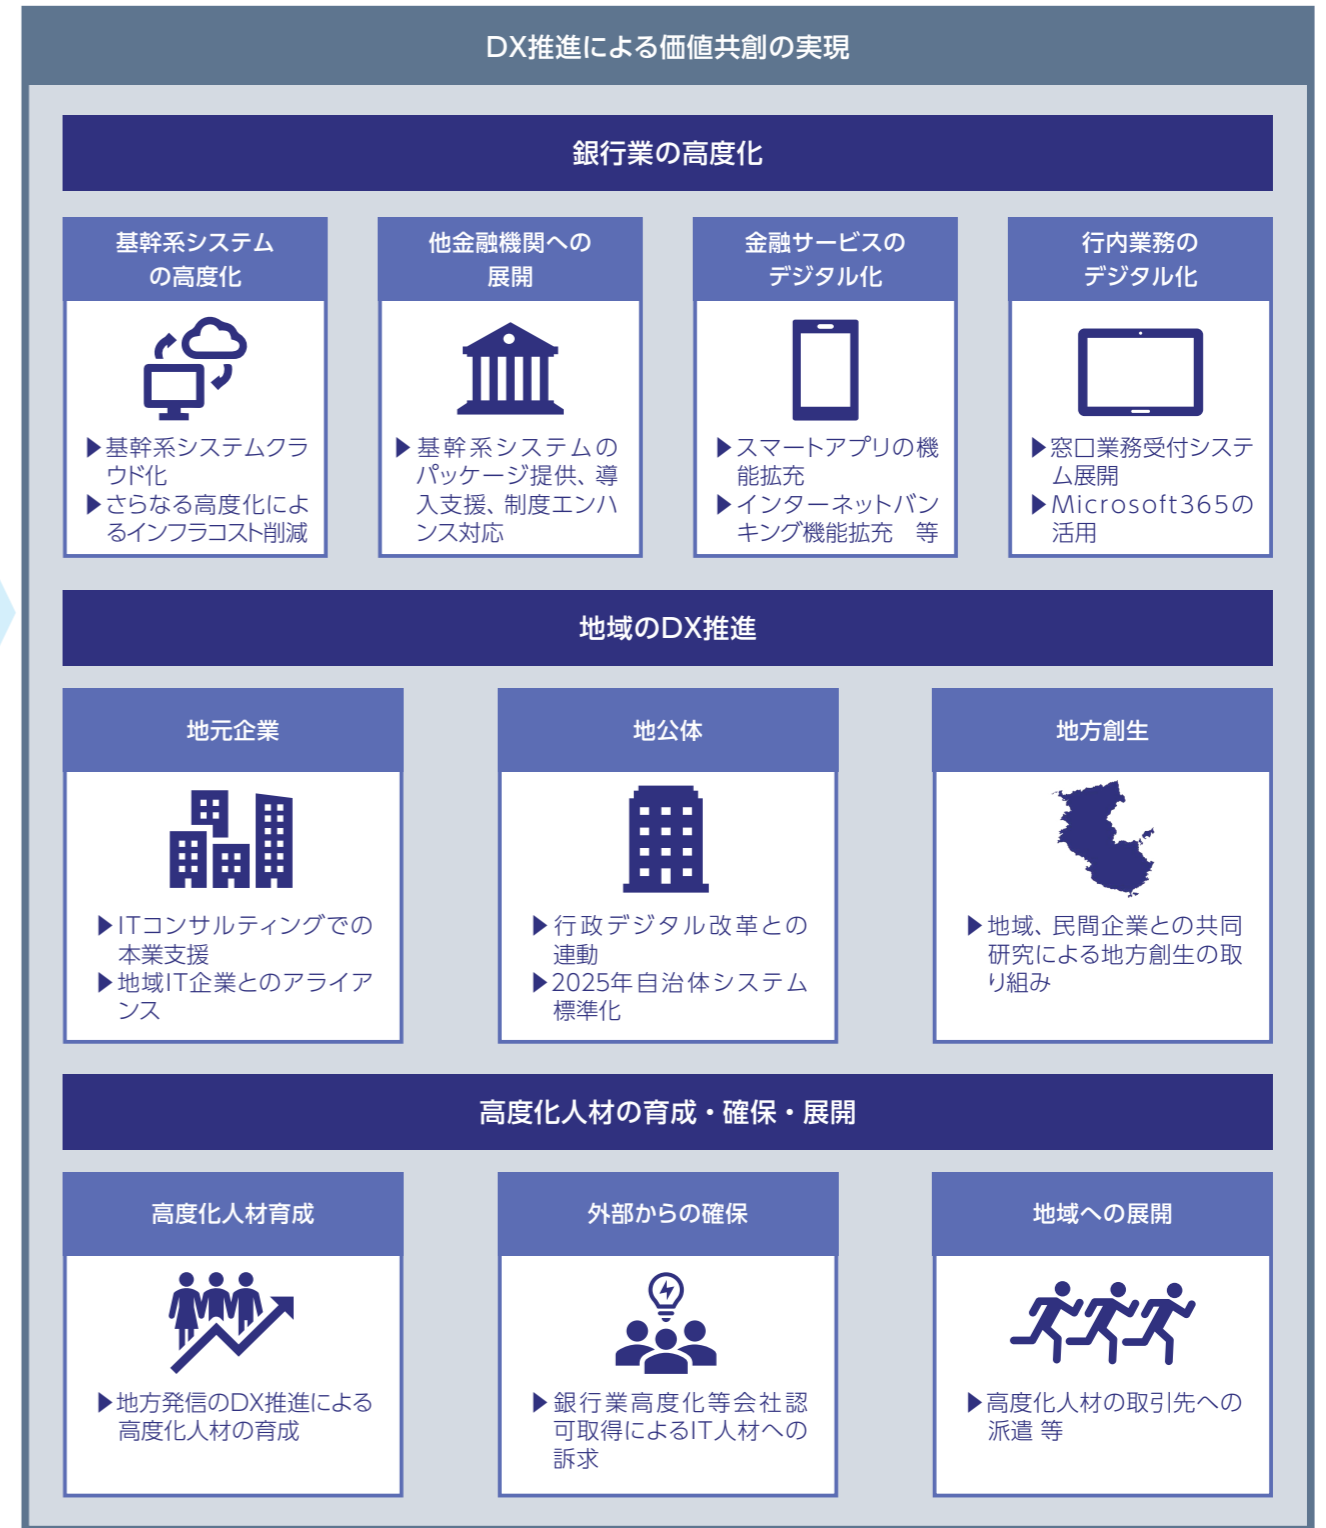 DX推進による価値共創の実現
銀行業の高度化
基幹系システム
の高度化
▶基幹系システムクラ
ウド化
▶さらなる高度化によ
るインフラコスト削減
他金融機関への
展開
▶基幹系システムの
パッケージ提供、導
入支援、制度エンハ
ンス対応
金融サービスの
デジタル化
▶スマートアプリの機
能拡充
▶インターネットバン
キング機能拡充　等
行内業務の
デジタル化
▶窓口業務受付システ
ム展開
▶Microsoft365の
活用
地域のDX推進
地元企業
▶ITコンサルティングでの
本業支援
▶地域IT企業とのアライア
ンス
地公体
▶行政デジタル改革との
連動
▶2025年自治体システム
標準化
地方創生
▶地域、民間企業との共同
研究による地方創生の取
り組み
高度化人材の育成・確保・展開
高度化人材育成
▶地方発信のDX推進による
高度化人材の育成
外部からの確保
▶銀行業高度化等会社認
可取得によるIT人材への
訴求
地域への展開
▶高度化人材の取引先への
派遣 等